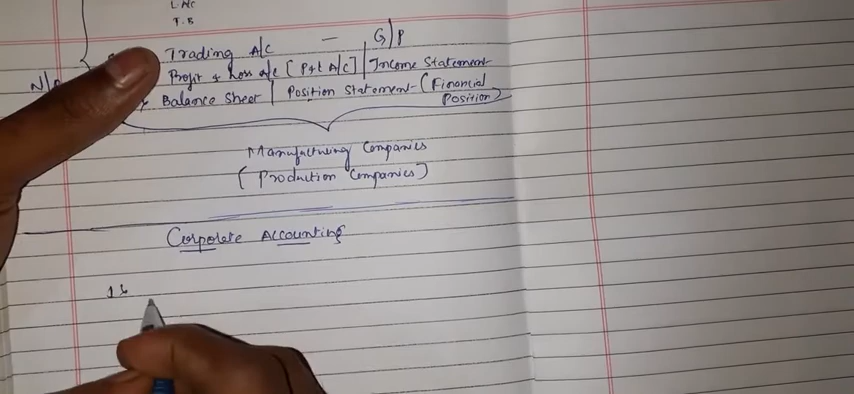 T.B
Trading A/c — G/P
Profit & Loss A/c [P&L A/c] | Income Statement
Balance Sheet | Position Statement - (Financial
Position)
Manufacturing Companies
(Production Companies)
Corporate Accounting